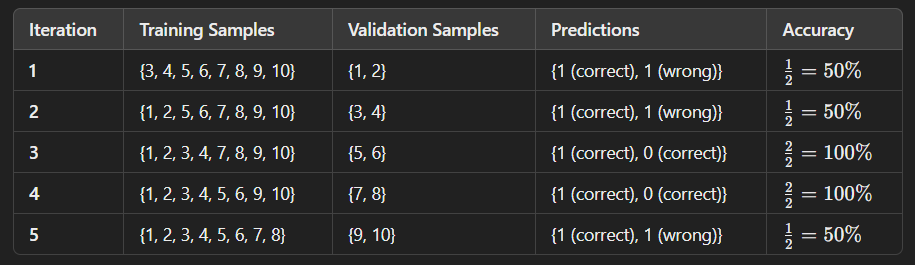 Iteration Training Samples Validation Samples Predictions Accuracy
1 {3, 4, 5, 6, 7, 8, 9, 10} {1, 2} {1 (correct), 1 (wrong)} 1/2 = 50%
2 {1, 2, 5, 6, 7, 8, 9, 10} {3, 4} {1 (correct), 1 (wrong)} 1/2 = 50%
3 {1, 2, 3, 4, 7, 8, 9, 10} {5, 6} {1 (correct), 0 (correct)} 2/2 = 100%
4 {1, 2, 3, 4, 5, 6, 9, 10} {7, 8} {1 (correct), 0 (correct)} 2/2 = 100%
5 {1, 2, 3, 4, 5, 6, 7, 8} {9, 10} {1 (correct), 1 (wrong)} 1/2 = 50%